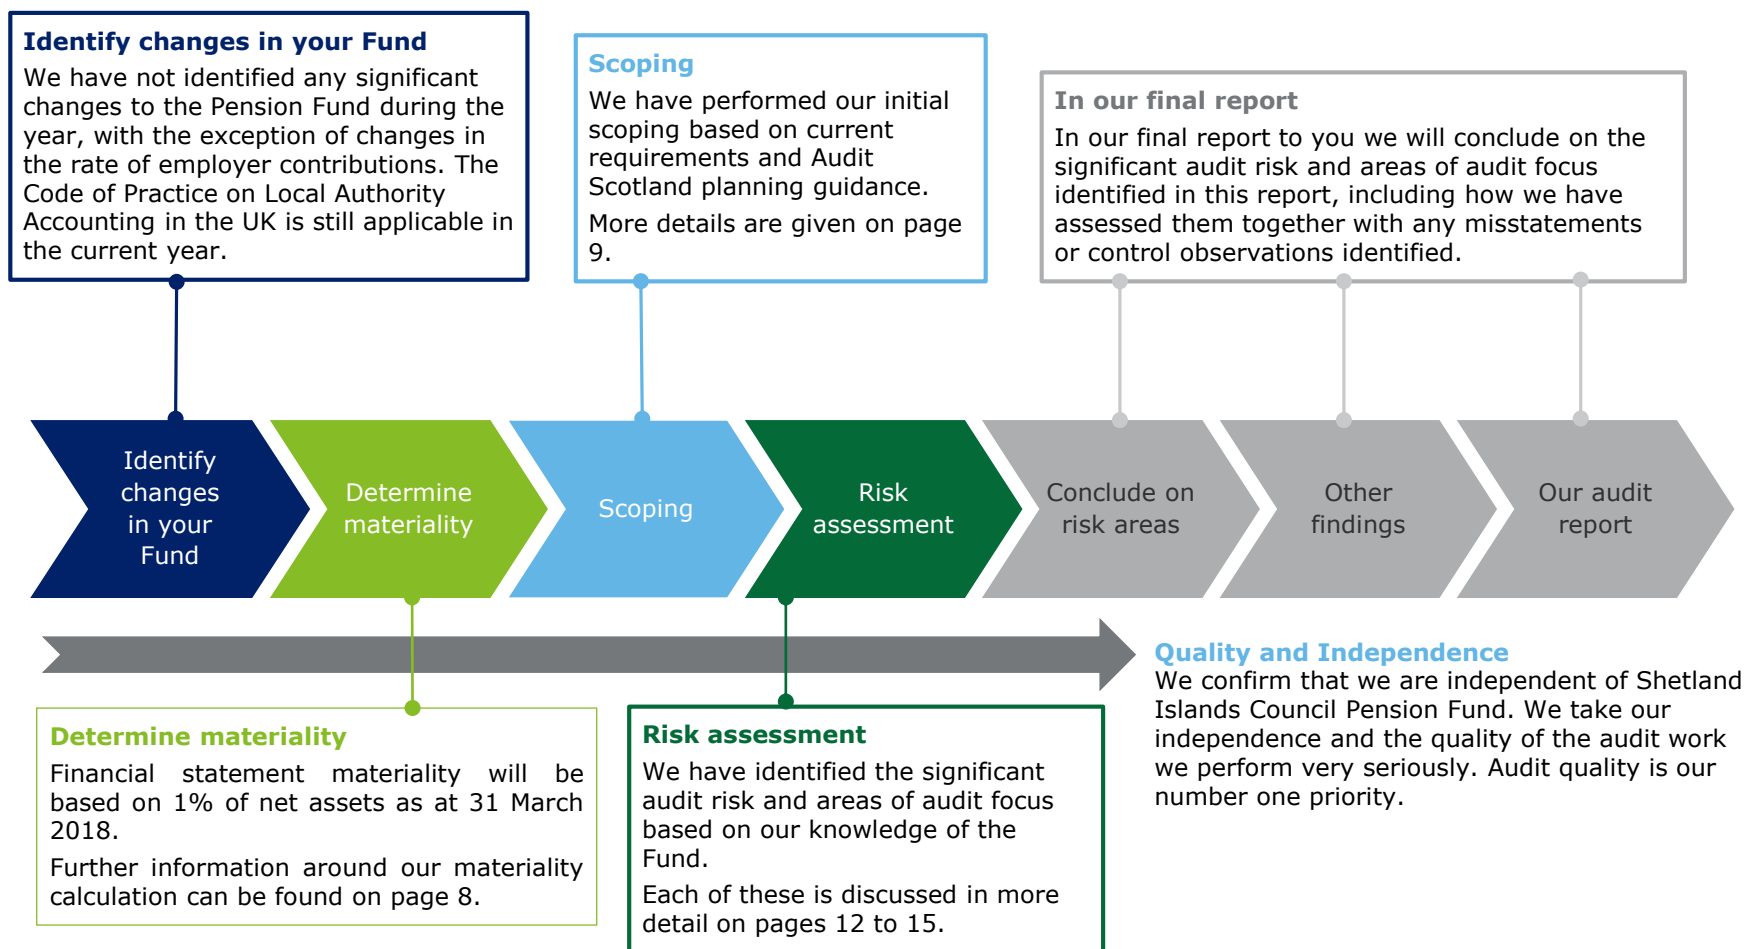 Identify changes in your Fund
We have not identified any significant
changes to the Pension Fund during the
year, with the exception of changes in
the rate of employer contributions. The
Code of Practice on Local Authority
Accounting in the UK is still applicable in
the current year.
Scoping
We have performed our initial
scoping based on current
requirements and Audit
Scotland planning guidance.
More details are given on page
9.
In our final report
In our final report to you we will conclude on the
significant audit risk and areas of audit focus
identified in this report, including how we have
assessed them together with any misstatements
or control observations identified.
Identify
changes
in your
Fund
Determine
materiality
Scoping
Risk
assessment
Conclude on
risk areas
Other
findings
Our audit
report
Determine materiality
Financial statement materiality will be
based on 1% of net assets as at 31 March
2018.
Further information around our materiality
calculation can be found on page 8.
Risk assessment
We have identified the significant
audit risk and areas of audit focus
based on our knowledge of the
Fund.
Each of these is discussed in more
detail on pages 12 to 15.
Quality and Independence
We confirm that we are independent of Shetland
Islands Council Pension Fund. We take our
independence and the quality of the audit work
we perform very seriously. Audit quality is our
number one priority.